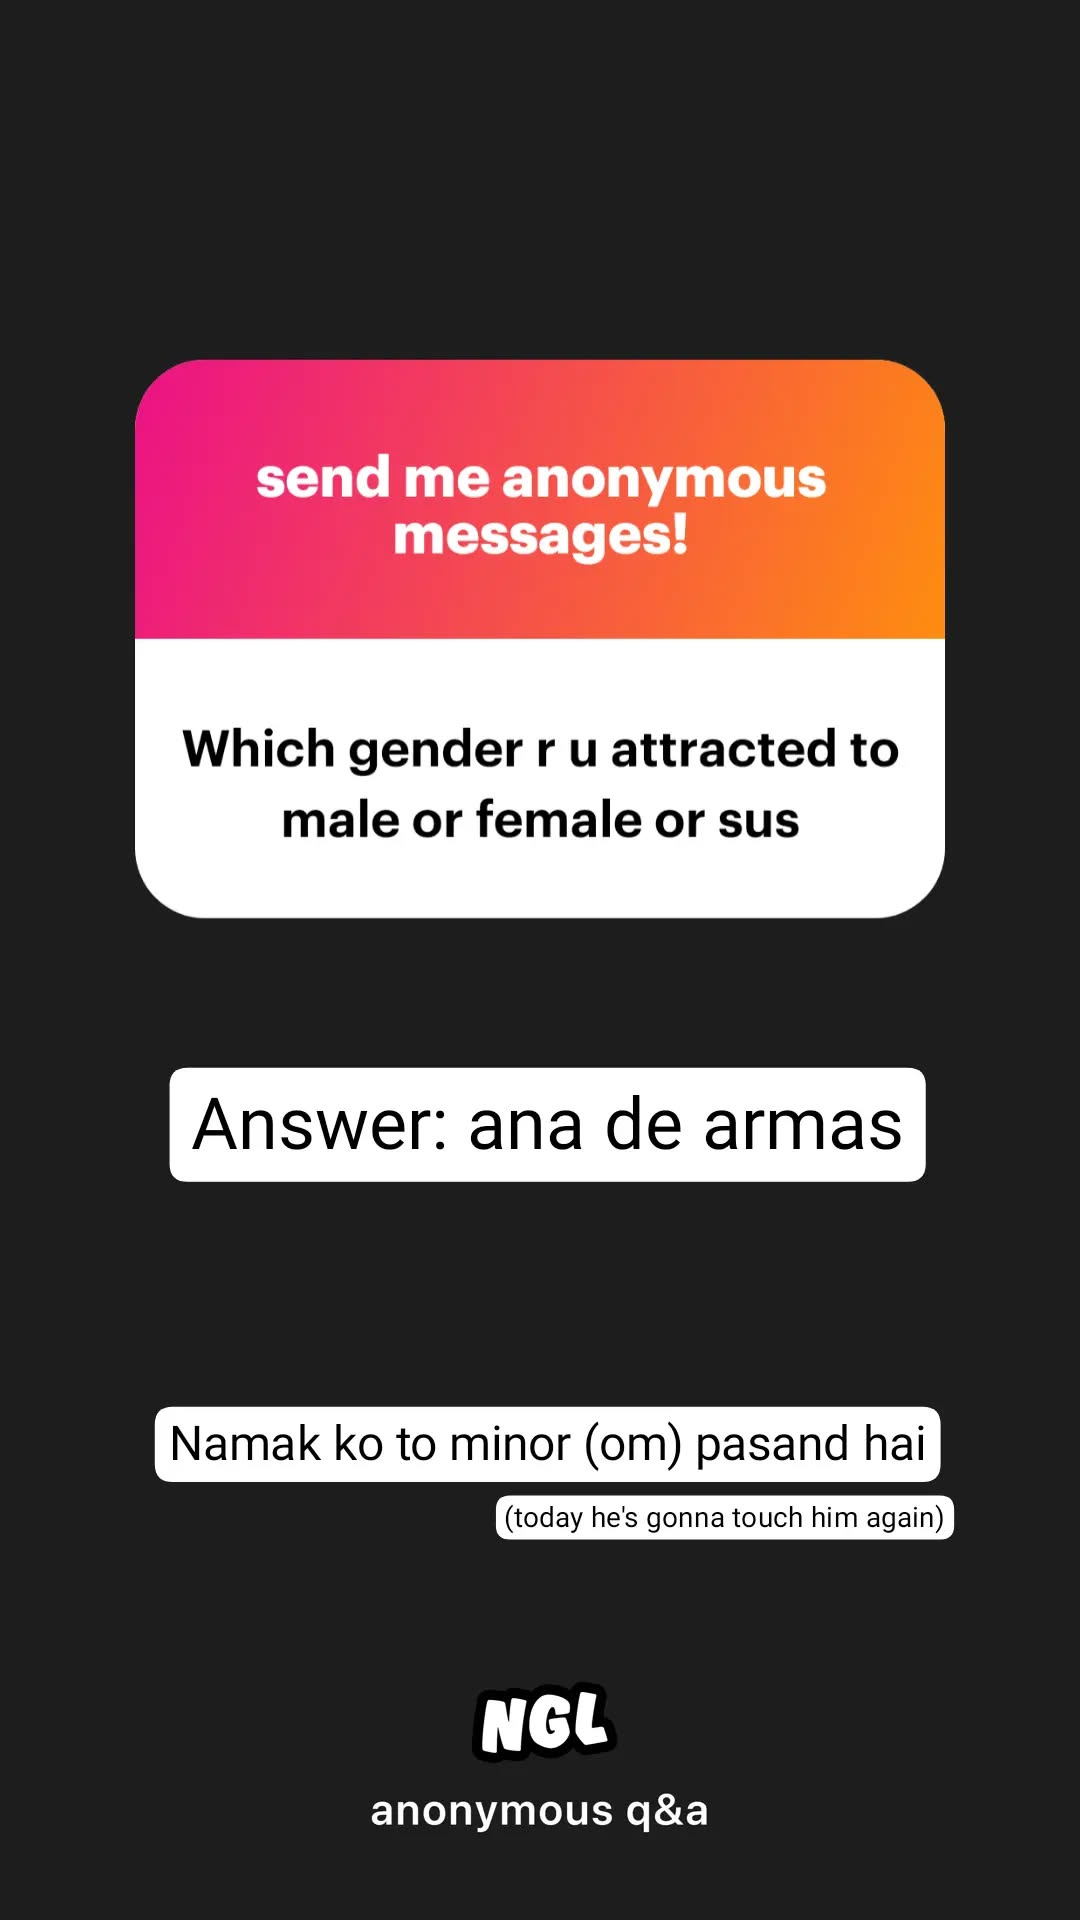 send me anonymous
messages!
Which gender r u attracted to
male or female or sus
Answer: ana de armas
Namak ko to minor (om) pasand hai
(today he's gonna touch him again)
NGL
anonymous q&a